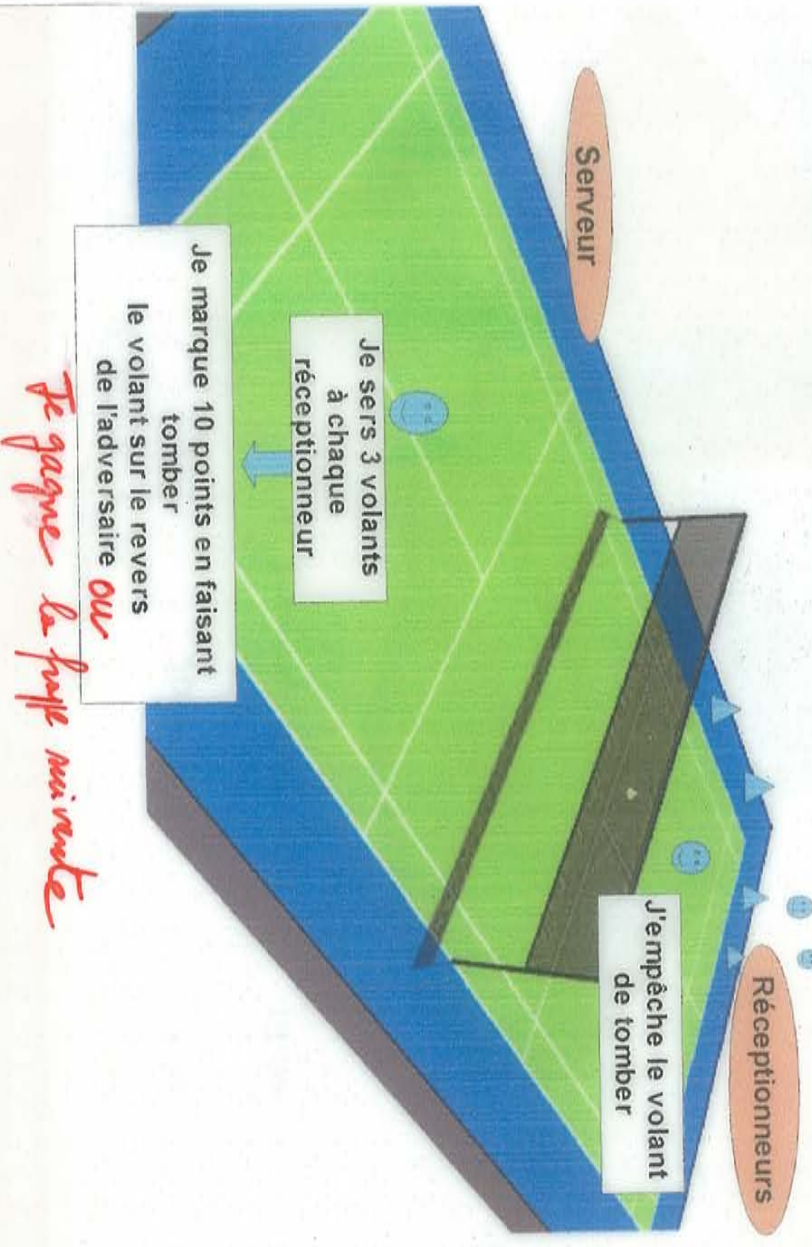 Serveur
Réceptionneurs
J'empêche le volant
de tomber
Je sers 3 volants
à chaque
réceptionneur
Je marque 10 points en faisant
tomber
le volant sur le revers
de l'adversaire ou
Je gagne la frappe suivante